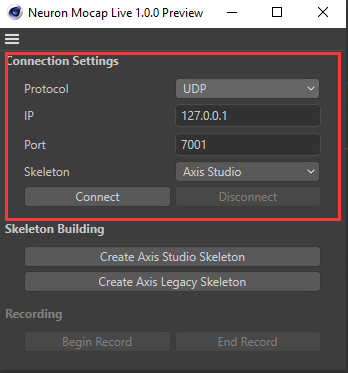 Neuron Mocap Live 1.0.0 Preview
Connection Settings
Protocol UDP
IP 127.0.0.1
Port 7001
Skeleton Axis Studio
Connect Disconnect
Skeleton Building
Create Axis Studio Skeleton
Create Axis Legacy Skeleton
Recording
Begin Record End Record